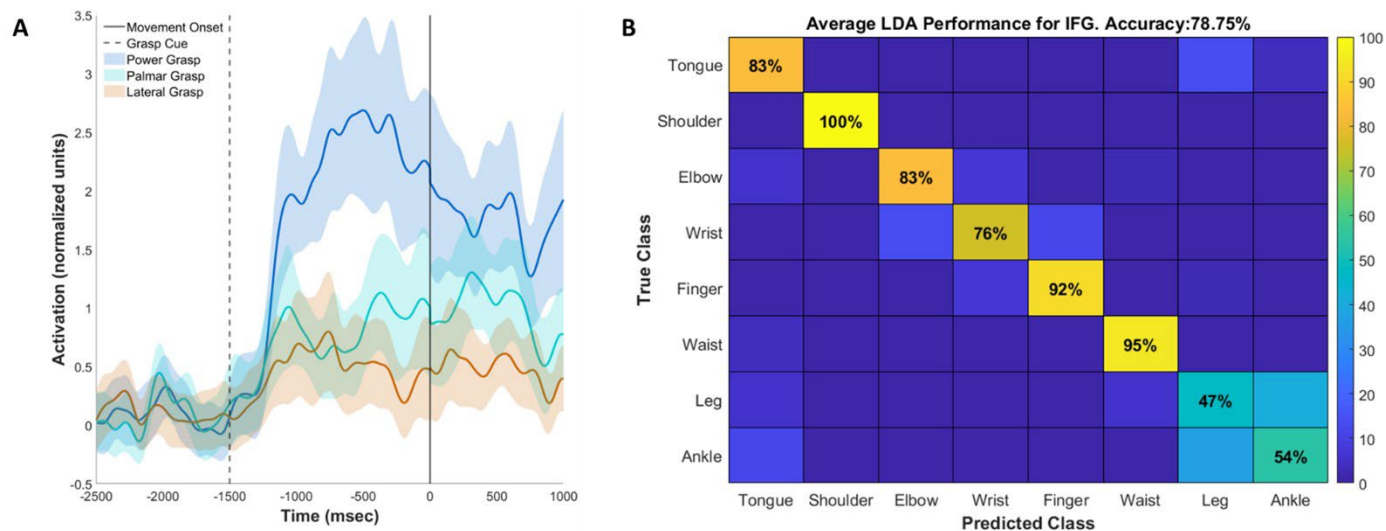 A
Movement Onset
Grasp Cue
Power Grasp
Palmar Grasp
Lateral Grasp
3.5
3
2.5
2
1.5
1
0.5
0
-0.5
Activation (normalized units)
-2500 -2000 -1500 -1000 -500 0 500 1000
Time (msec)
B
Average LDA Performance for IFG. Accuracy:78.75%
True Class
Tongue 83%
Shoulder 100%
Elbow 83%
Wrist 76%
Finger 92%
Waist 95%
Leg 47%
Ankle 54%
Tongue Shoulder Elbow Wrist Finger Waist Leg Ankle
Predicted Class
100
90
80
70
60
50
40
30
20
10
0